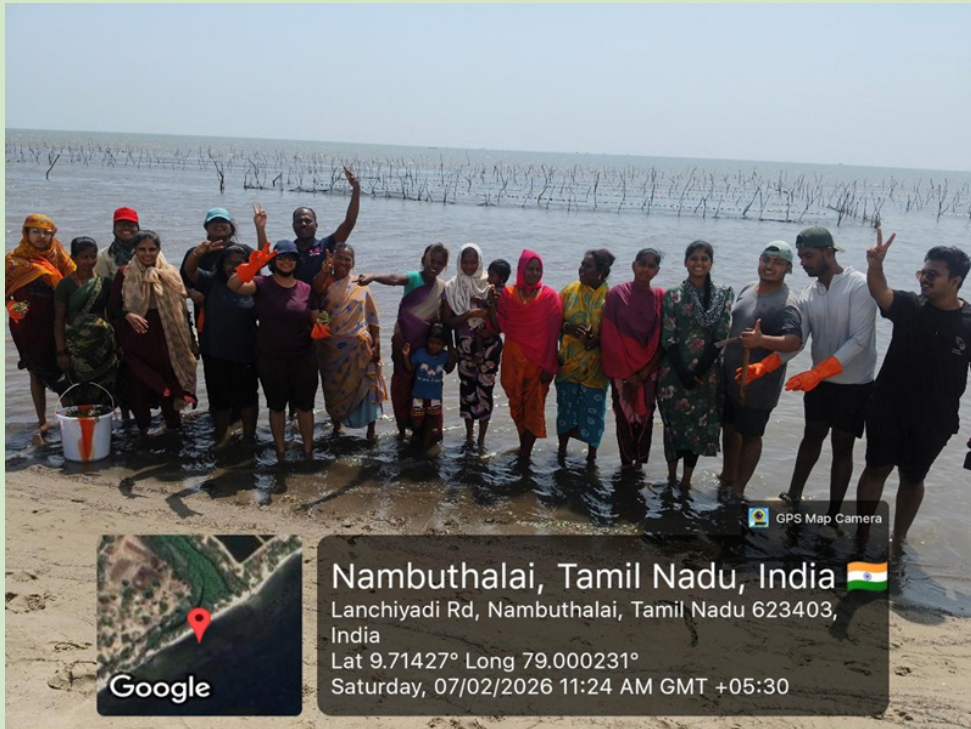 GPS Map Camera
Nambuthalai, Tamil Nadu, India
Lanchiyadi Rd, Nambuthalai, Tamil Nadu 623403,
India
Lat 9.71427° Long 79.000231°
Saturday, 07/02/2026 11:24 AM GMT +05:30
Google